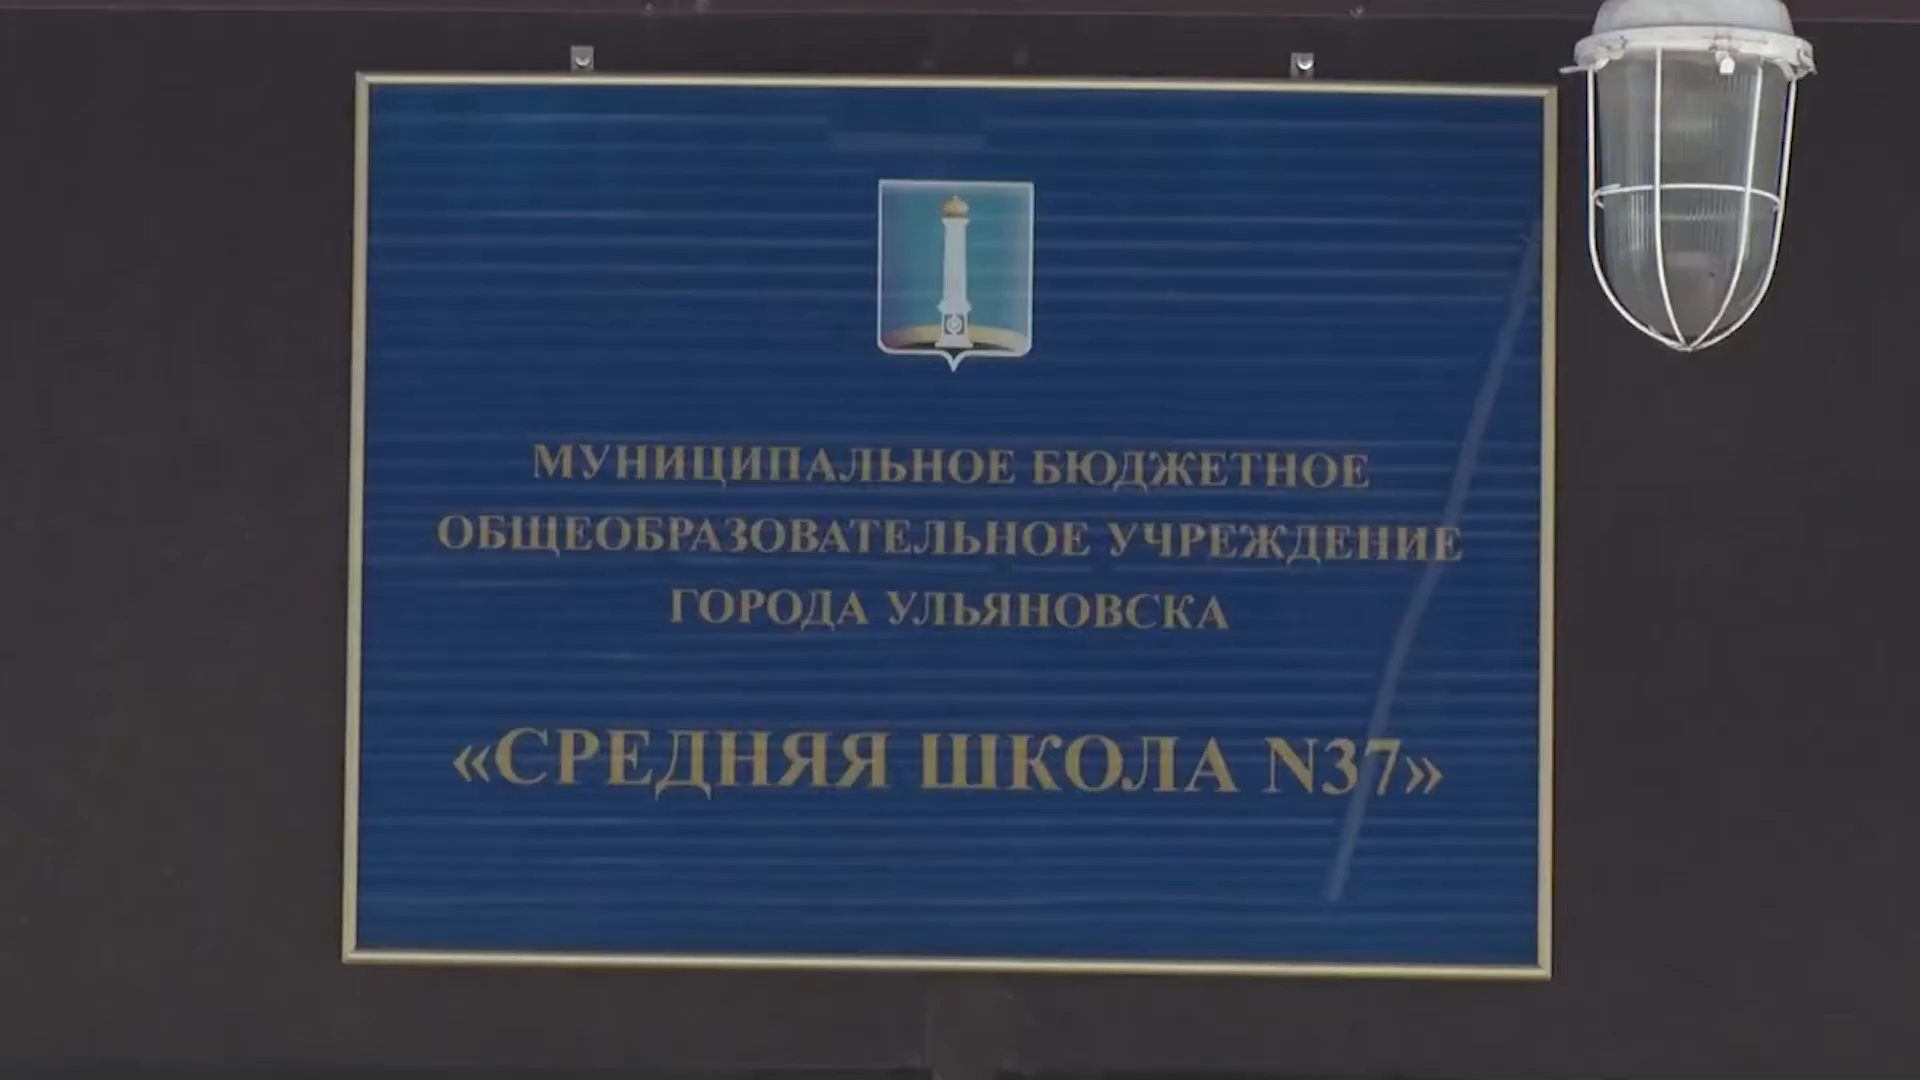 МУНИЦИПАЛЬНОЕ БЮДЖЕТНОЕ
ОБЩЕОБРАЗОВАТЕЛЬНОЕ УЧРЕЖДЕНИЕ
ГОРОДА УЛЬЯНОВСКА
«СРЕДНЯЯ ШКОЛА N37»